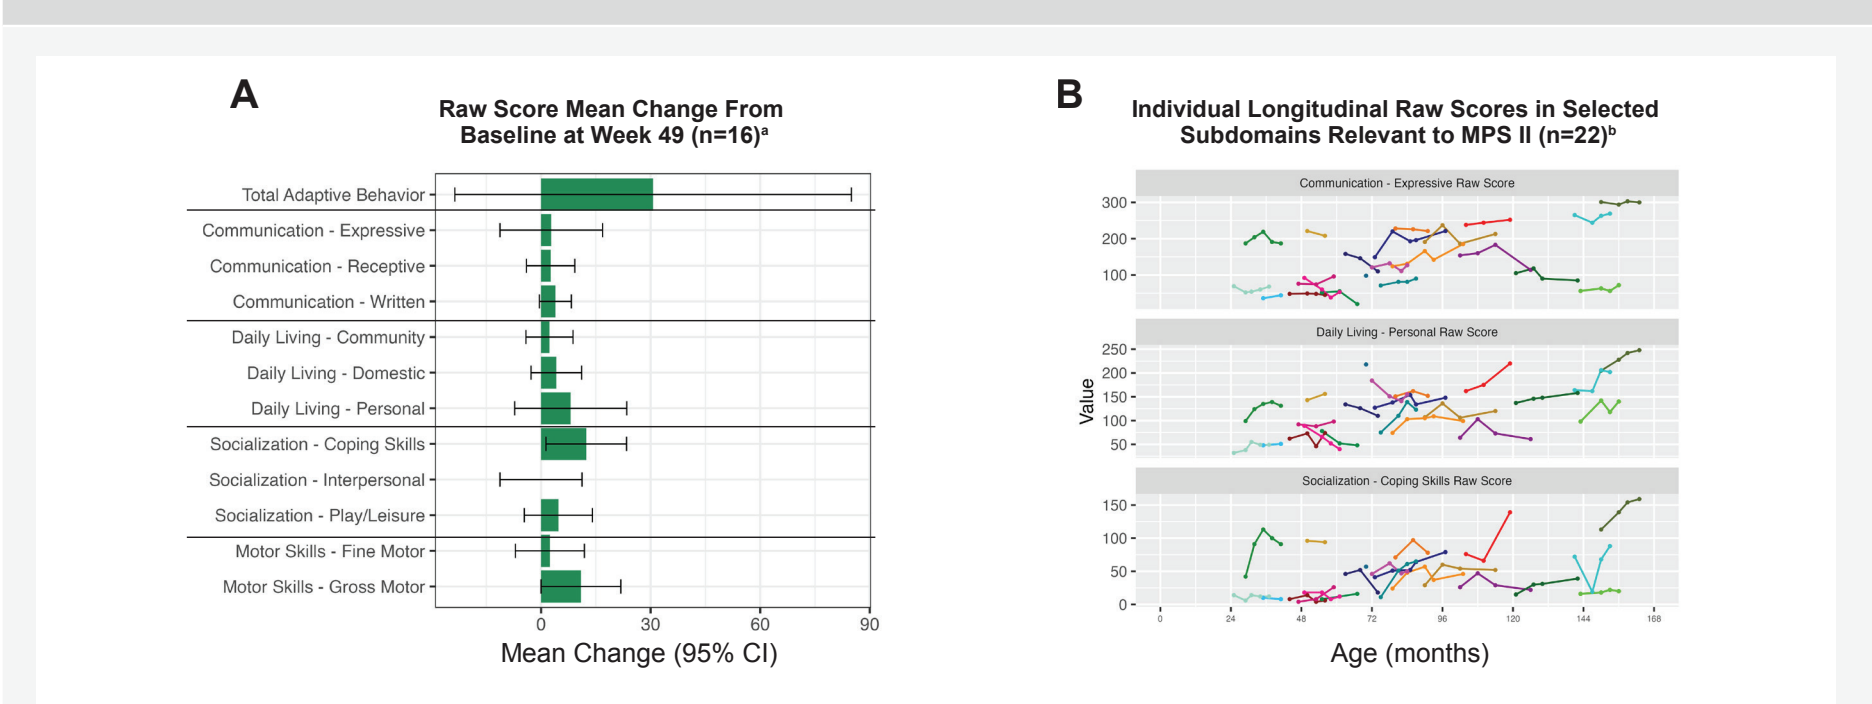 A
Raw Score Mean Change From
Baseline at Week 49 (n=16)ᵃ
Total Adaptive Behavior
Communication - Expressive
Communication - Receptive
Communication - Written
Daily Living - Community
Daily Living - Domestic
Daily Living - Personal
Socialization - Coping Skills
Socialization - Interpersonal
Socialization - Play/Leisure
Motor Skills - Fine Motor
Motor Skills - Gross Motor
0 30 60 90
Mean Change (95% CI)
B
Individual Longitudinal Raw Scores in Selected
Subdomains Relevant to MPS II (n=22)ᵇ
Communication - Expressive Raw Score
300
200
100
Daily Living - Personal Raw Score
250
200
150
100
50
Value
Socialization - Coping Skills Raw Score
150
100
50
0
0 24 48 72 96 120 144 168
Age (months)